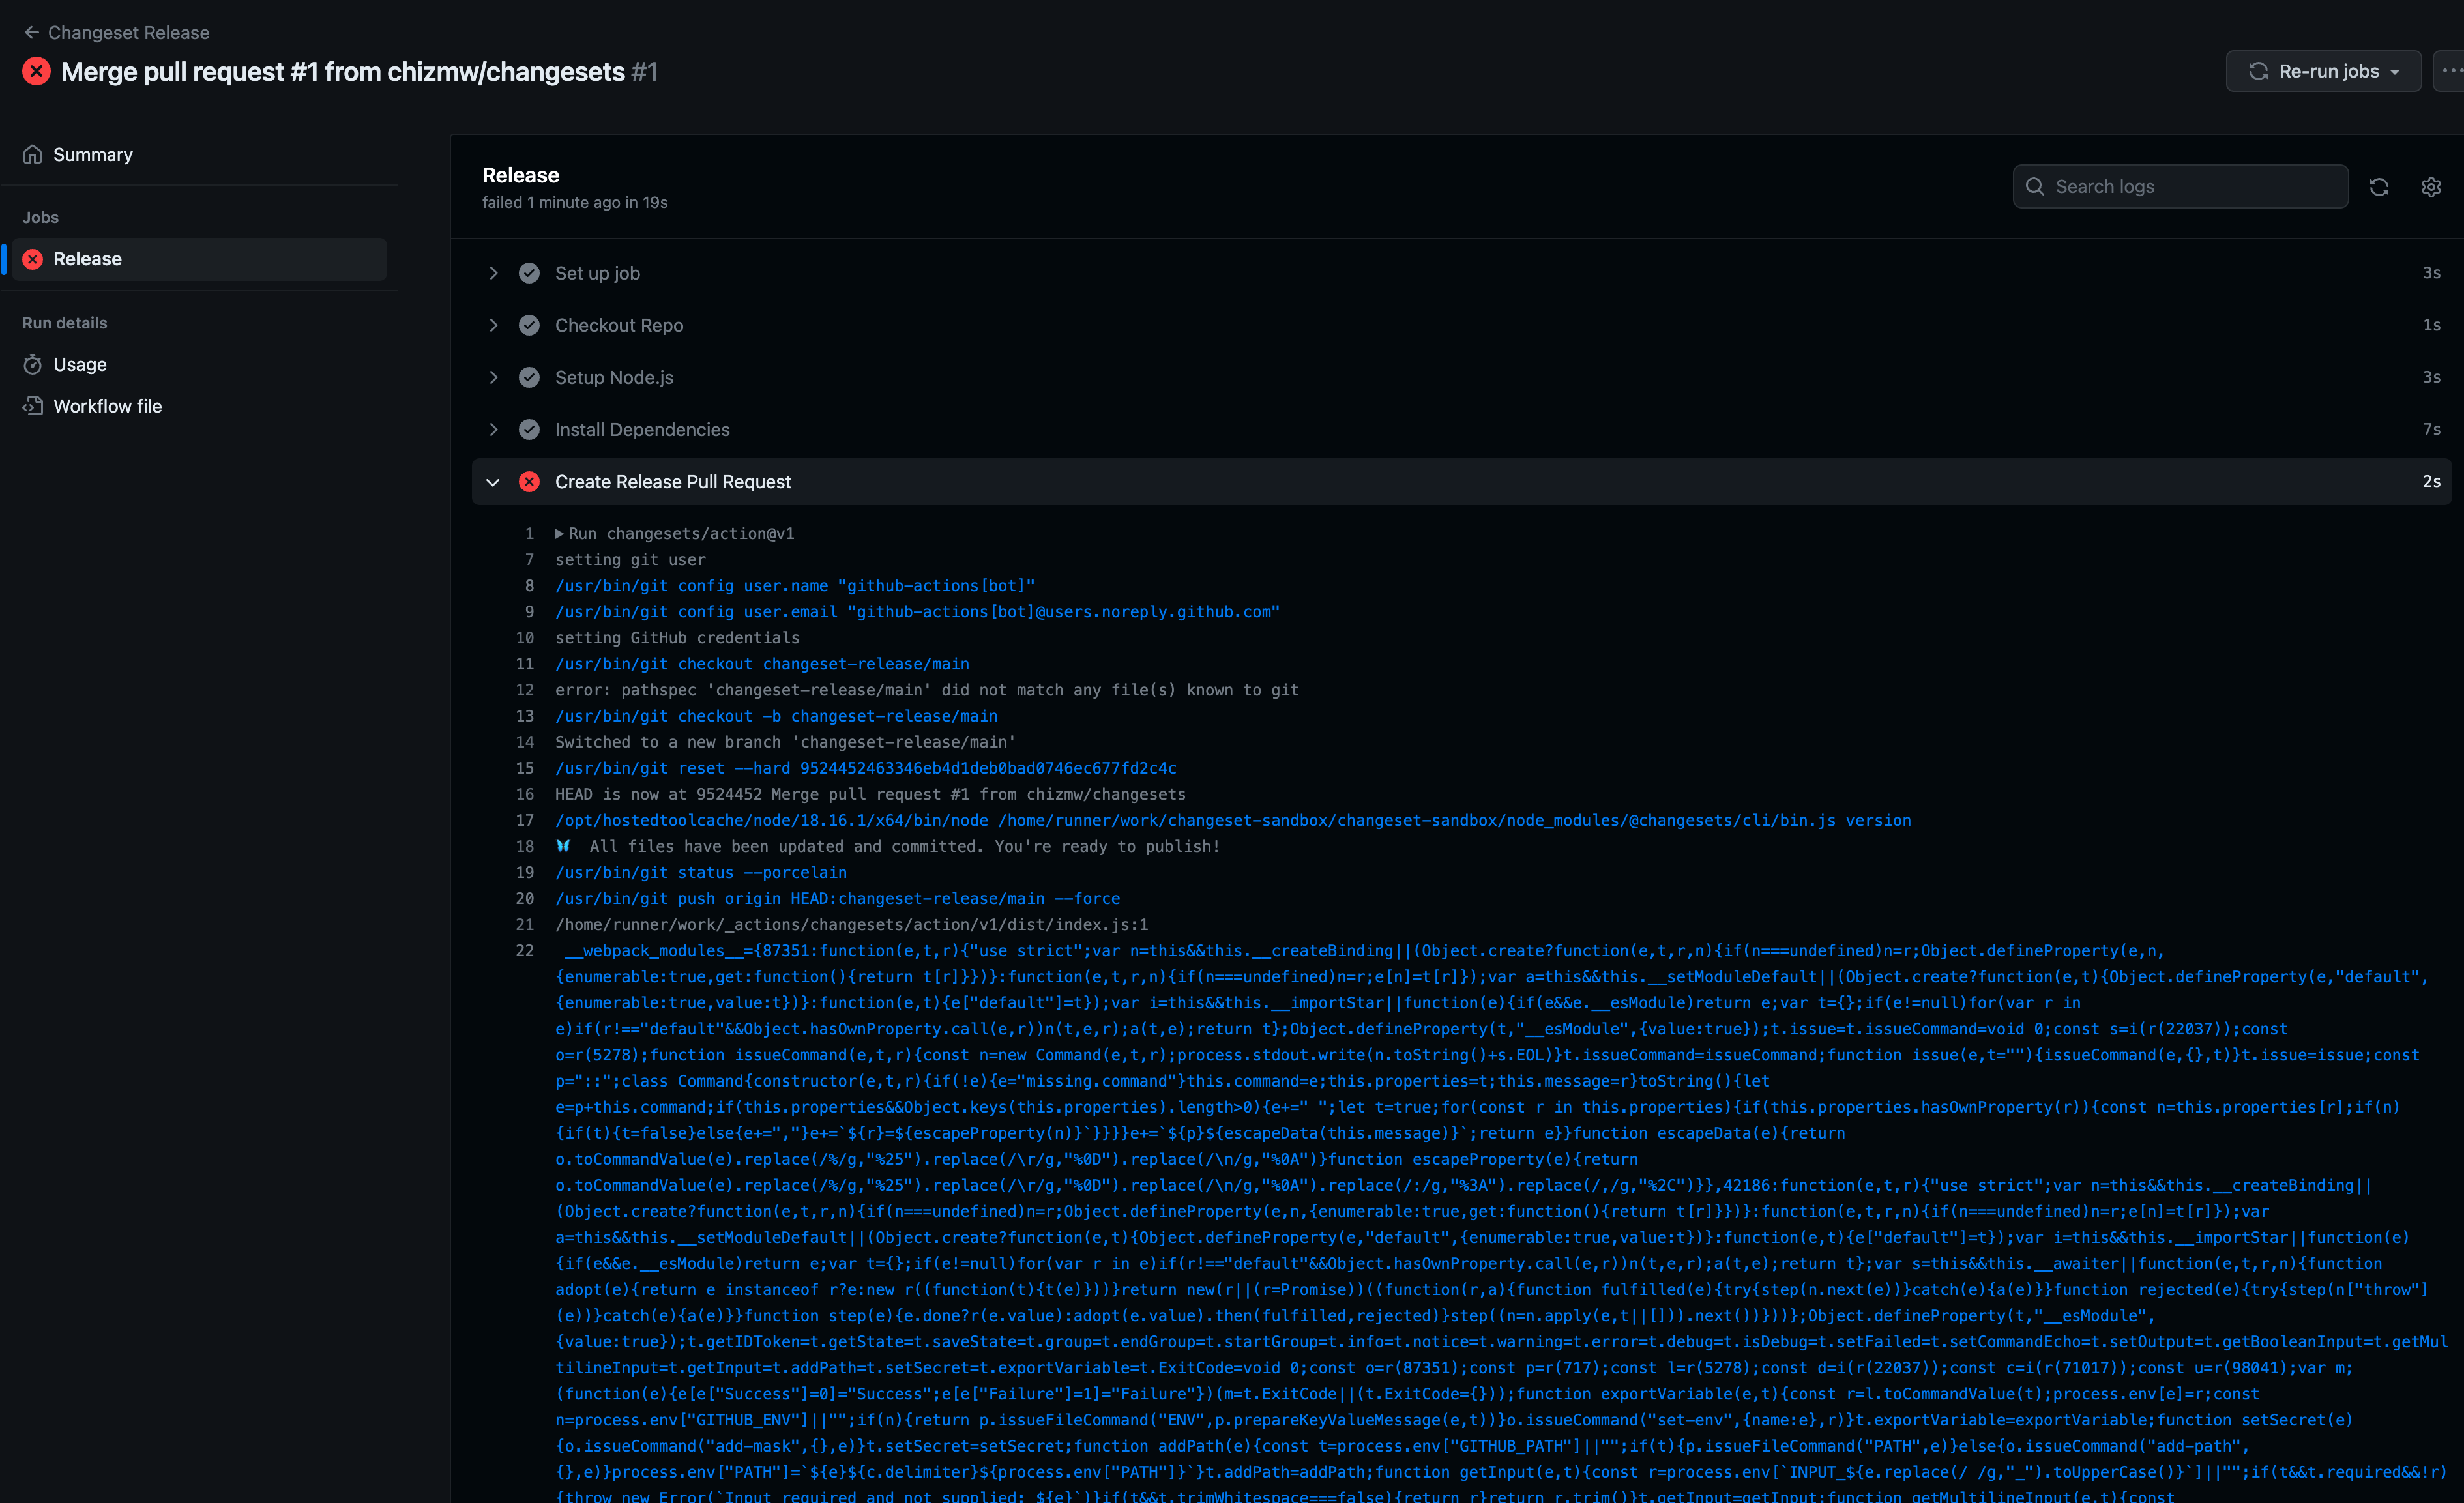 Changeset Release
Merge pull request #1 from chizmw/changesets #1
Re-run jobs
Summary
Jobs
Release
Run details
Usage
Workflow file
Release
failed 1 minute ago in 19s
Search logs
Set up job
3s
Checkout Repo
1s
Setup Node.js
3s
Install Dependencies
7s
Create Release Pull Request
2s
1 Run changesets/action@v1
7 setting git user
8 /usr/bin/git config user.name "github-actions[bot]"
9 /usr/bin/git config user.email "github-actions[bot]@users.noreply.github.com"
10 setting GitHub credentials
11 /usr/bin/git checkout changeset-release/main
12 error: pathspec 'changeset-release/main' did not match any file(s) known to git
13 /usr/bin/git checkout -b changeset-release/main
14 Switched to a new branch 'changeset-release/main'
15 /usr/bin/git reset --hard 9524452463346eb4d1deb0bad0746ec677fd2c4c
16 HEAD is now at 9524452 Merge pull request #1 from chizmw/changesets
17 /opt/hostedtoolcache/node/18.16.1/x64/bin/node /home/runner/work/changeset-sandbox/changeset-sandbox/node_modules/@changesets/cli/bin.js version
18 🦋 All files have been updated and committed. You're ready to publish!
19 /usr/bin/git status --porcelain
20 /usr/bin/git push origin HEAD:changeset-release/main --force
21 /home/runner/work/_actions/changesets/action/v1/dist/index.js:1
22 __webpack_modules__={87351:function(e,t,r){"use strict";var n=this&&this.__createBinding||(Object.create?function(e,t,r,n){if(n===undefined)n=r;Object.defineProperty(e,n,
{enumerable:true,get:function(){return t[r]}})}:function(e,t,r,n){if(n===undefined)n=r;e[n]=t[r]});var a=this&&this.__setModuleDefault||(Object.create?function(e,t){Object.defineProperty(e,"default",
{enumerable:true,value:t})}:function(e,t){e["default"]=t});var i=this&&this.__importStar||function(e){if(e&&e.__esModule)return e;var t={};if(e!=null)for(var r in
e)if(r!=="default"&&Object.hasOwnProperty.call(e,r))n(t,e,r);a(t,e);return t};Object.defineProperty(t,"__esModule",{value:true});t.issue=t.issueCommand=void 0;const s=i(r(22037));const
o=r(5278);function issueCommand(e,t,r){const n=new Command(e,t,r);process.stdout.write(n.toString()+s.EOL)}t.issueCommand=issueCommand;function issue(e,t=""){issueCommand(e,{},t)}t.issue=issue;const
p="::";class Command{constructor(e,t,r){if(!e){e="missing.command"}this.command=e;this.properties=t;this.message=r}toString(){let
e=p+this.command;if(this.properties&&Object.keys(this.properties).length>0){e+=" ";let t=true;for(const r in this.properties){if(this.properties.hasOwnProperty(r)){const n=this.properties[r];if(n)
{if(t){t=false}else{e+=","}e+=`${r}=${escapeProperty(n)}`}}}}e+=`${p}${escapeData(this.message)}`;return e}}function escapeData(e){return
o.toCommandValue(e).replace(/%/g,"%25").replace(/\r/g,"%0D").replace(/\n/g,"%0A")}function escapeProperty(e){return
o.toCommandValue(e).replace(/%/g,"%25").replace(/\r/g,"%0D").replace(/\n/g,"%0A").replace(/:/g,"%3A").replace(/,/g,"%2C")}},42186:function(e,t,r){"use strict";var n=this&&this.__createBinding||
(Object.create?function(e,t,r,n){if(n===undefined)n=r;Object.defineProperty(e,n,{enumerable:true,get:function(){return t[r]}})}:function(e,t,r,n){if(n===undefined)n=r;e[n]=t[r]});var
a=this&&this.__setModuleDefault||(Object.create?function(e,t){Object.defineProperty(e,"default",{enumerable:true,value:t})}:function(e,t){e["default"]=t});var i=this&&this.__importStar||function(e)
{if(e&&e.__esModule)return e;var t={};if(e!=null)for(var r in e)if(r!=="default"&&Object.hasOwnProperty.call(e,r))n(t,e,r);a(t,e);return t};var s=this&&this.__awaiter||function(e,t,r,n){function
adopt(e){return e instanceof r?e:new r((function(t){t(e)}))}return new(r||(r=Promise))((function(r,a){function fulfilled(e){try{step(n.next(e))}catch(e){a(e)}}function rejected(e){try{step(n["throw"]
(e))}catch(e){a(e)}}function step(e){e.done?r(e.value):adopt(e.value).then(fulfilled,rejected)}step((n=n.apply(e,t||[])).next())}))};Object.defineProperty(t,"__esModule",
{value:true});t.getIDToken=t.getState=t.saveState=t.group=t.endGroup=t.startGroup=t.info=t.notice=t.warning=t.error=t.debug=t.isDebug=t.setFailed=t.setCommandEcho=t.setOutput=t.getBooleanInput=t.getMul
tilineInput=t.getInput=t.addPath=t.setSecret=t.exportVariable=t.ExitCode=void 0;const o=r(87351);const p=r(717);const l=r(5278);const d=i(r(22037));const c=i(r(71017));const u=r(98041);var m;
(function(e){e[e["Success"]=0]="Success";e[e["Failure"]=1]="Failure"})(m=t.ExitCode||(t.ExitCode={}));function exportVariable(e,t){const r=l.toCommandValue(t);process.env[e]=r;const
n=process.env["GITHUB_ENV"]||"";if(n){return p.issueFileCommand("ENV",p.prepareKeyValueMessage(e,t))}o.issueCommand("set-env",{name:e},r)}t.exportVariable=exportVariable;function setSecret(e)
{o.issueCommand("add-mask",{},e)}t.setSecret=setSecret;function addPath(e){const t=process.env["GITHUB_PATH"]||"";if(t){p.issueFileCommand("PATH",e)}else{o.issueCommand("add-path",
{},e)}process.env["PATH"]=`${e}${c.delimiter}${process.env["PATH"]}`}t.addPath=addPath;function getInput(e,t){const r=process.env[`INPUT_${e.replace(/ /g,"_").toUpperCase()}`]||"";if(t&&t.required&&!r)
{throw new Error(`Input required and not supplied: ${e}`)}if(t&&t.trimWhitespace===false){return r}return r.trim()}t.getInput=getInput;function getMultilineInput(e,t){const